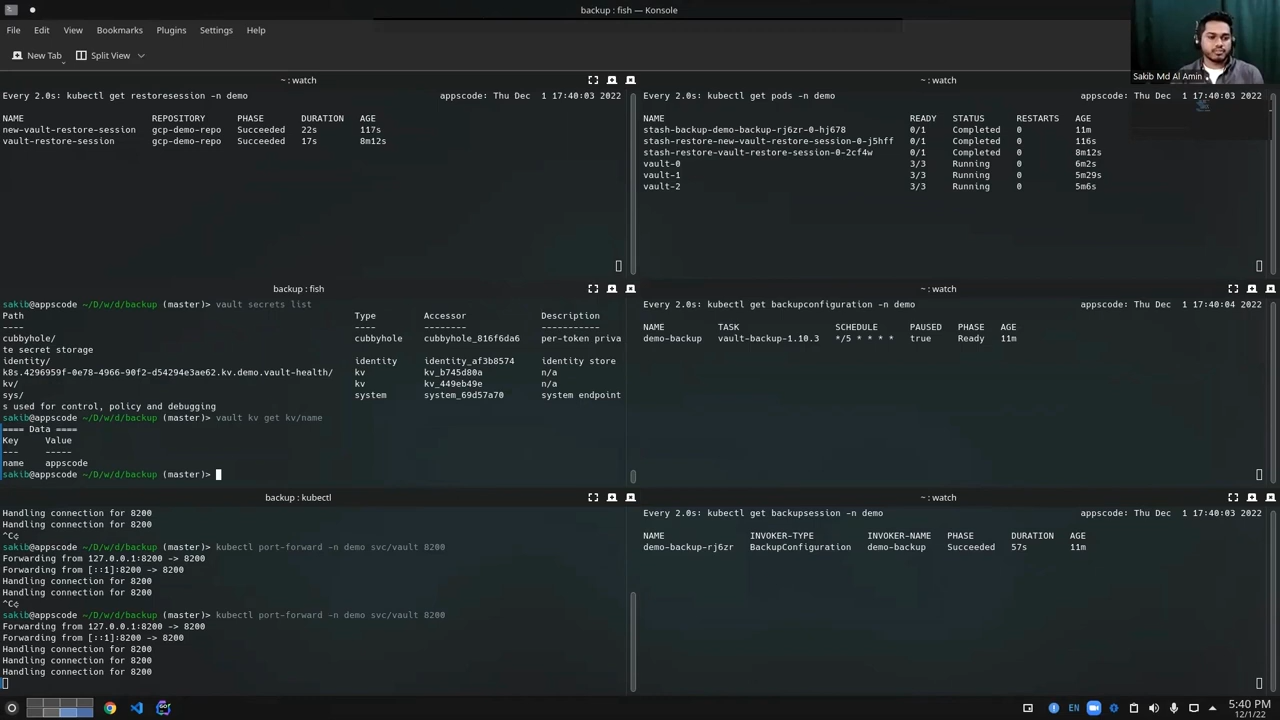 backup : fish — Konsole
File Edit View Bookmarks Plugins Settings Help
New Tab Split View
Sakib Md Al Amin
~ : watch
Every 2.0s: kubectl get restoresession -n demo appscode: Thu Dec 1 17:40:03 2022
NAME REPOSITORY PHASE DURATION AGE
new-vault-restore-session gcp-demo-repo Succeeded 22s 117s
vault-restore-session gcp-demo-repo Succeeded 17s 8m12s
~ : watch
Every 2.0s: kubectl get pods -n demo appscode: Thu Dec 1 17:40:03 2022
NAME READY STATUS RESTARTS AGE
stash-backup-demo-backup-rj6zr-0-hj678 0/1 Completed 0 11m
stash-restore-new-vault-restore-session-0-j5hff 0/1 Completed 0 116s
stash-restore-vault-restore-session-0-2cf4w 0/1 Completed 0 8m12s
vault-0 3/3 Running 0 6m2s
vault-1 3/3 Running 0 5m29s
vault-2 3/3 Running 0 5m6s
backup : fish
sakib@appscode ~/D/w/d/backup (master)> vault secrets list
Path Type Accessor Description
---- ---- -------- -----------
cubbyhole/ cubbyhole cubbyhole_816f6da6 per-token priva
te secret storage
identity/ identity identity_af3b8574 identity store
k8s.4296959f-0e78-4966-90f2-d54294e3ae62.kv.demo.vault-health/ kv kv_b745d80a n/a
kv/ kv kv_449eb49e n/a
sys/ system system_69d57a70 system endpoint
s used for control, policy and debugging
sakib@appscode ~/D/w/d/backup (master)> vault kv get kv/name
==== Data ====
Key Value
--- -----
name appscode
sakib@appscode ~/D/w/d/backup (master)>
~ : watch
Every 2.0s: kubectl get backupconfiguration -n demo appscode: Thu Dec 1 17:40:04 2022
NAME TASK SCHEDULE PAUSED PHASE AGE
demo-backup vault-backup-1.10.3 */5 * * * * true Ready 11m
backup : kubectl
Handling connection for 8200
Handling connection for 8200
^C¢
sakib@appscode ~/D/w/d/backup (master)> kubectl port-forward -n demo svc/vault 8200
Forwarding from 127.0.0.1:8200 -> 8200
Forwarding from [::1]:8200 -> 8200
Handling connection for 8200
Handling connection for 8200
^C¢
sakib@appscode ~/D/w/d/backup (master)> kubectl port-forward -n demo svc/vault 8200
Forwarding from 127.0.0.1:8200 -> 8200
Forwarding from [::1]:8200 -> 8200
Handling connection for 8200
Handling connection for 8200
Handling connection for 8200
~ : watch
Every 2.0s: kubectl get backupsession -n demo appscode: Thu Dec 1 17:40:03 2022
NAME INVOKER-TYPE INVOKER-NAME PHASE DURATION AGE
demo-backup-rj6zr BackupConfiguration demo-backup Succeeded 57s 11m
EN
5:40 PM
12/1/22